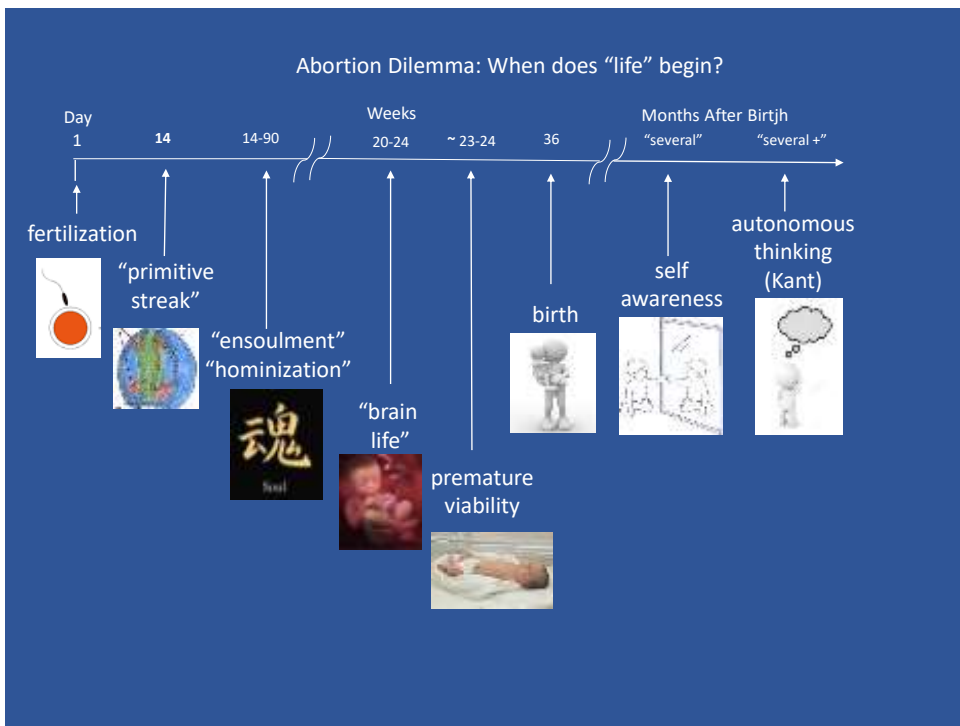 Abortion Dilemma: When does “life” begin?
Day
Weeks
Months After Birtjh
1
14
14-90
20-24
~ 23-24
36
“several”
“several +”
fertilization
“primitive
streak”
“ensoulment”
“hominization”
“brain
life”
premature
viability
birth
self
awareness
autonomous
thinking
(Kant)
魂
Soul